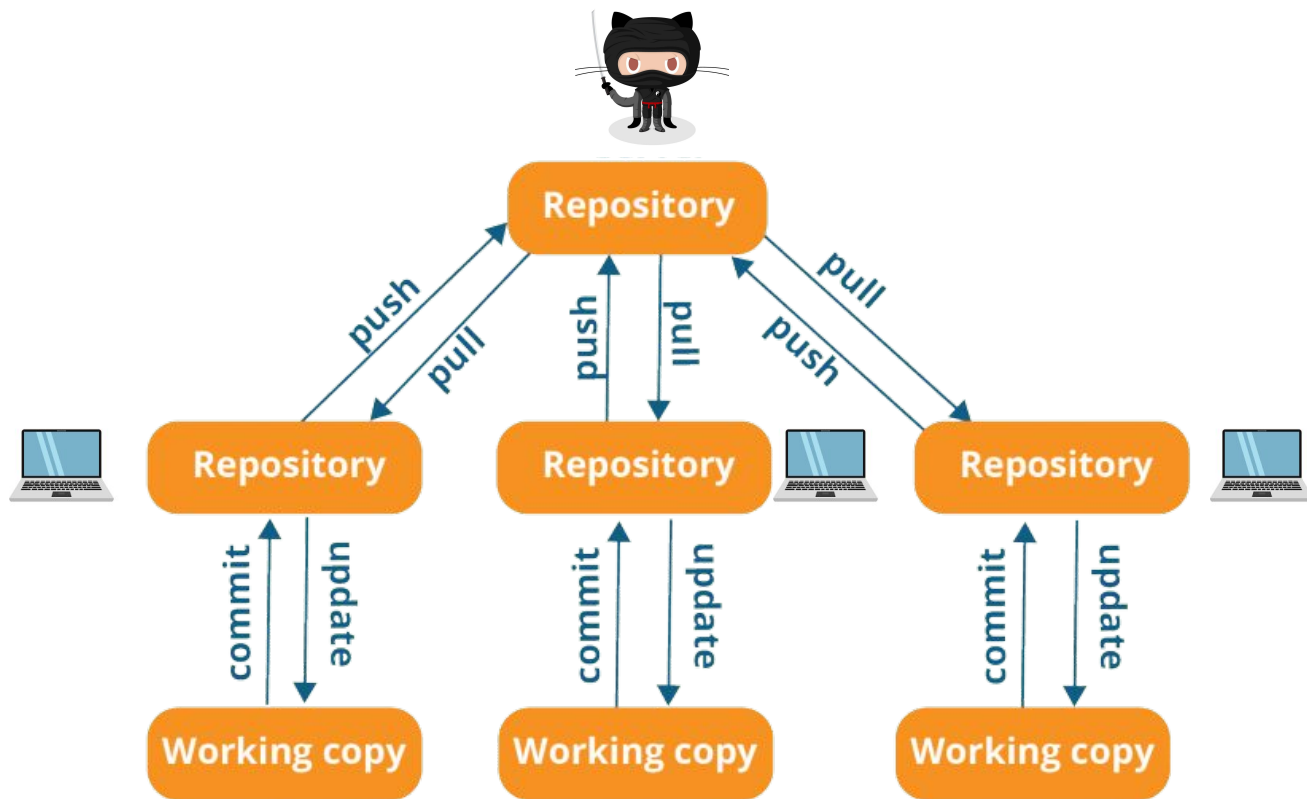 Repository
push
pull
push
pull
push
pull
Repository
Repository
Repository
commit
update
commit
update
commit
update
Working copy
Working copy
Working copy